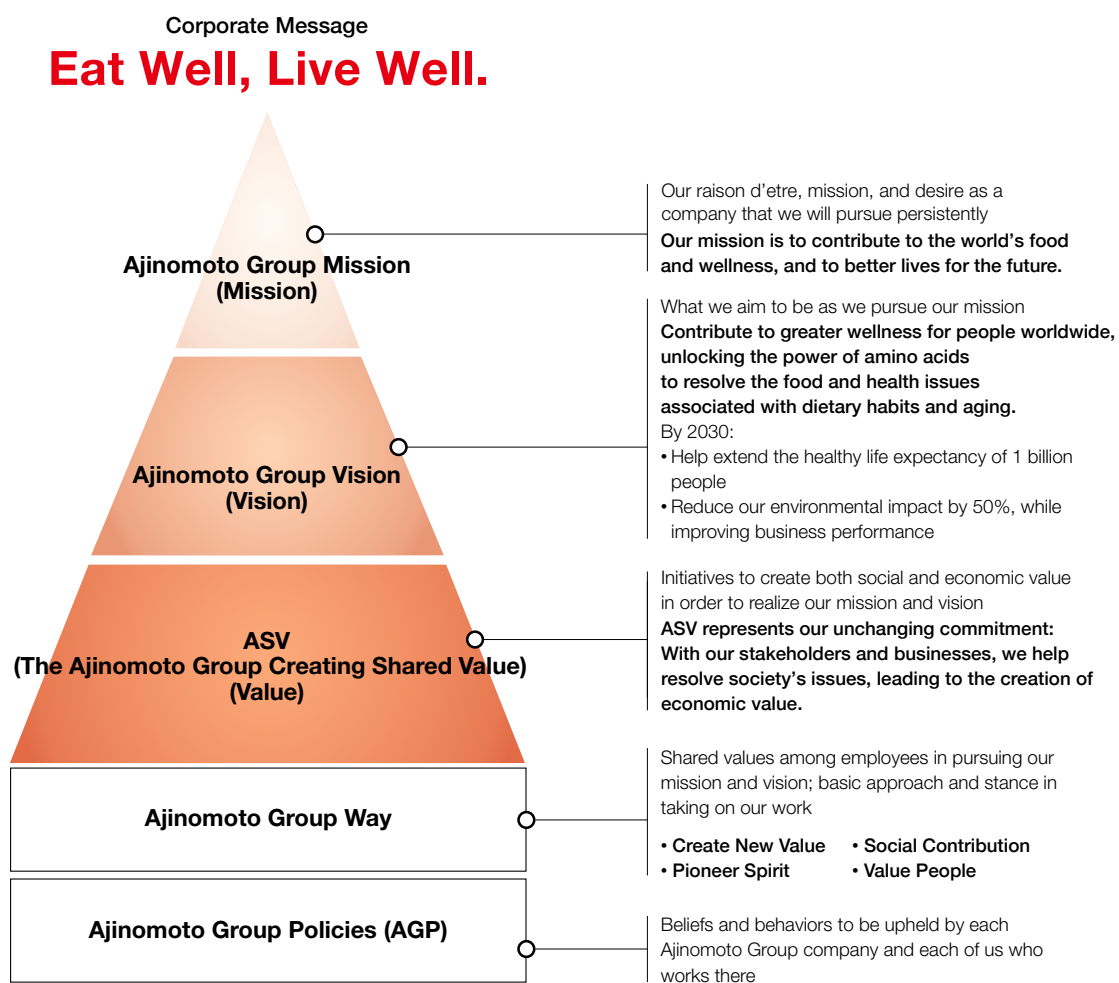 Corporate Message
Eat Well, Live Well.
Ajinomoto Group Mission
(Mission)
Our raison d’etre, mission, and desire as a
company that we will pursue persistently
Our mission is to contribute to the world’s food
and wellness, and to better lives for the future.
Ajinomoto Group Vision
(Vision)
What we aim to be as we pursue our mission
Contribute to greater wellness for people worldwide,
unlocking the power of amino acids
to resolve the food and health issues
associated with dietary habits and aging.
By 2030:
• Help extend the healthy life expectancy of 1 billion
people
• Reduce our environmental impact by 50%, while
improving business performance
ASV
(The Ajinomoto Group Creating Shared Value)
(Value)
Initiatives to create both social and economic value
in order to realize our mission and vision
ASV represents our unchanging commitment:
With our stakeholders and businesses, we help
resolve society’s issues, leading to the creation of
economic value.
Ajinomoto Group Way
Shared values among employees in pursuing our
mission and vision; basic approach and stance in
taking on our work
• Create New Value • Social Contribution
• Pioneer Spirit • Value People
Ajinomoto Group Policies (AGP)
Beliefs and behaviors to be upheld by each
Ajinomoto Group company and each of us who
works there